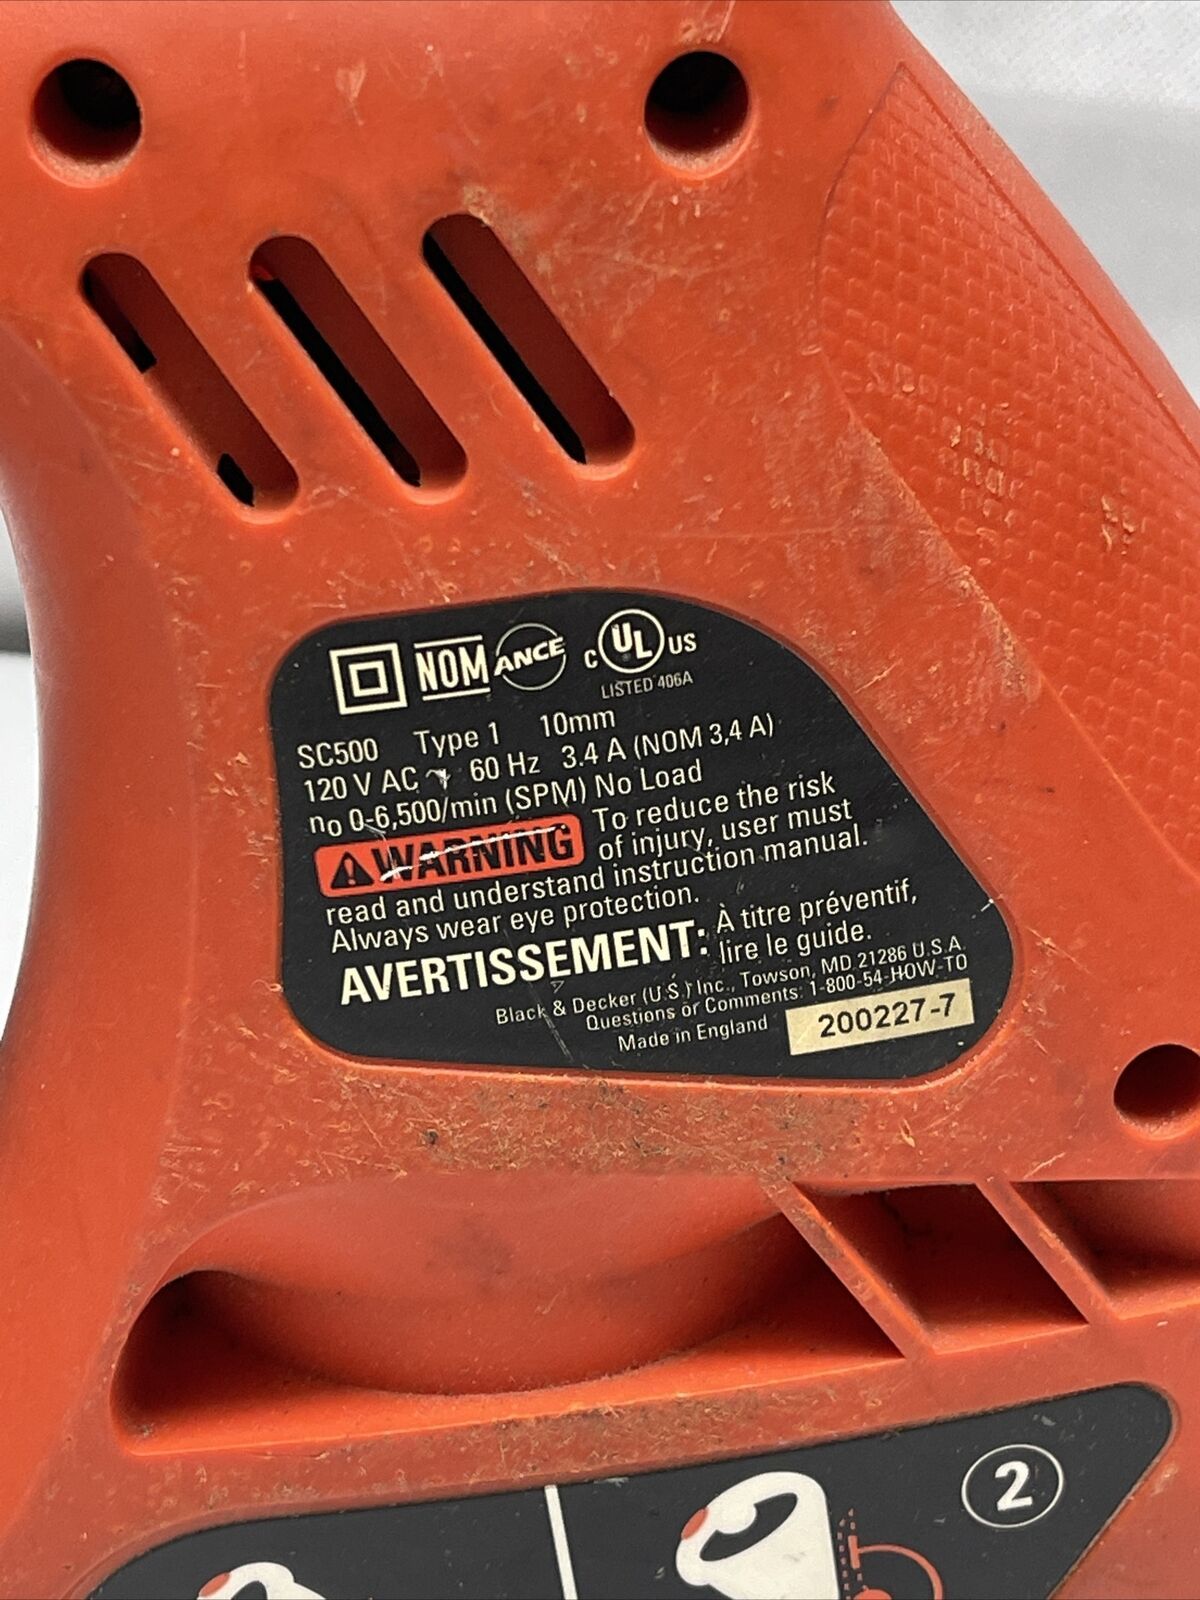 NOM ANCE C UL US
LISTED 406A
SC500 Type 1 10mm
120 V AC ~ 60 Hz 3.4 A (NOM 3,4 A)
no 0-6,500/min (SPM) No Load
WARNING To reduce the risk
of injury, user must
read and understand instruction manual.
Always wear eye protection.
AVERTISSEMENT: À titre préventif,
lire le guide.
Black & Decker (U.S.) Inc., Towson, MD 21286 U.S.A.
Questions or Comments: 1-800-54-HOW-TO
Made in England 200227-7
2